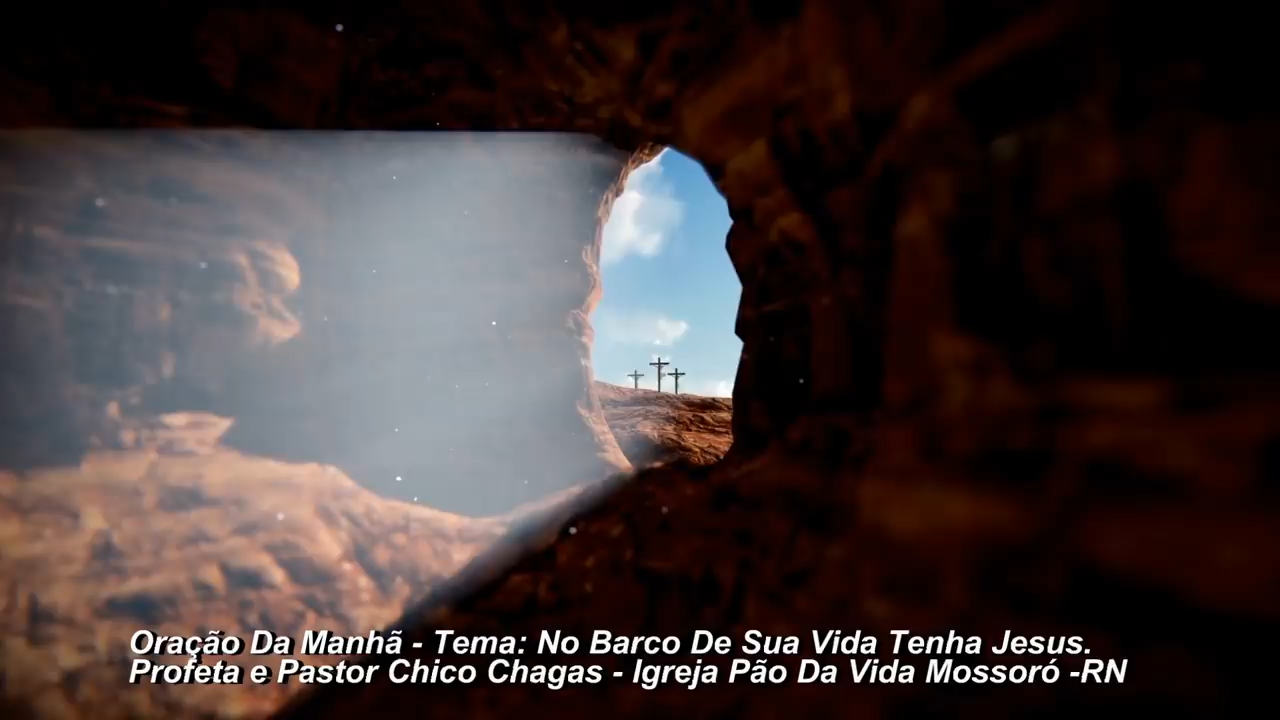 Oração Da Manhã - Tema: No Barco De Sua Vida Tenha Jesus.
Profeta e Pastor Chico Chagas - Igreja Pão Da Vida Mossoró -RN